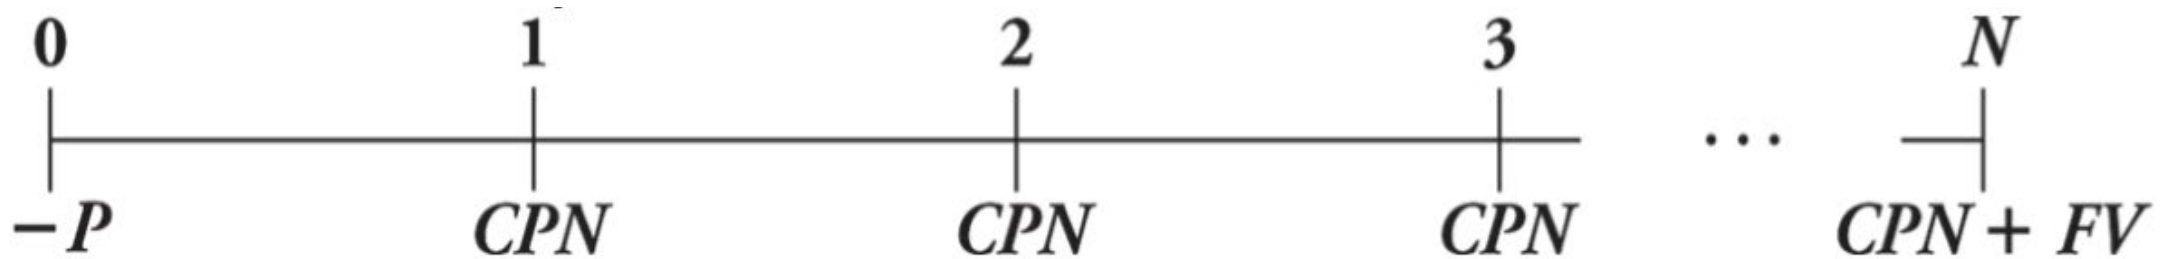 0 1 2 3 ... N
−P CPN CPN CPN CPN + FV